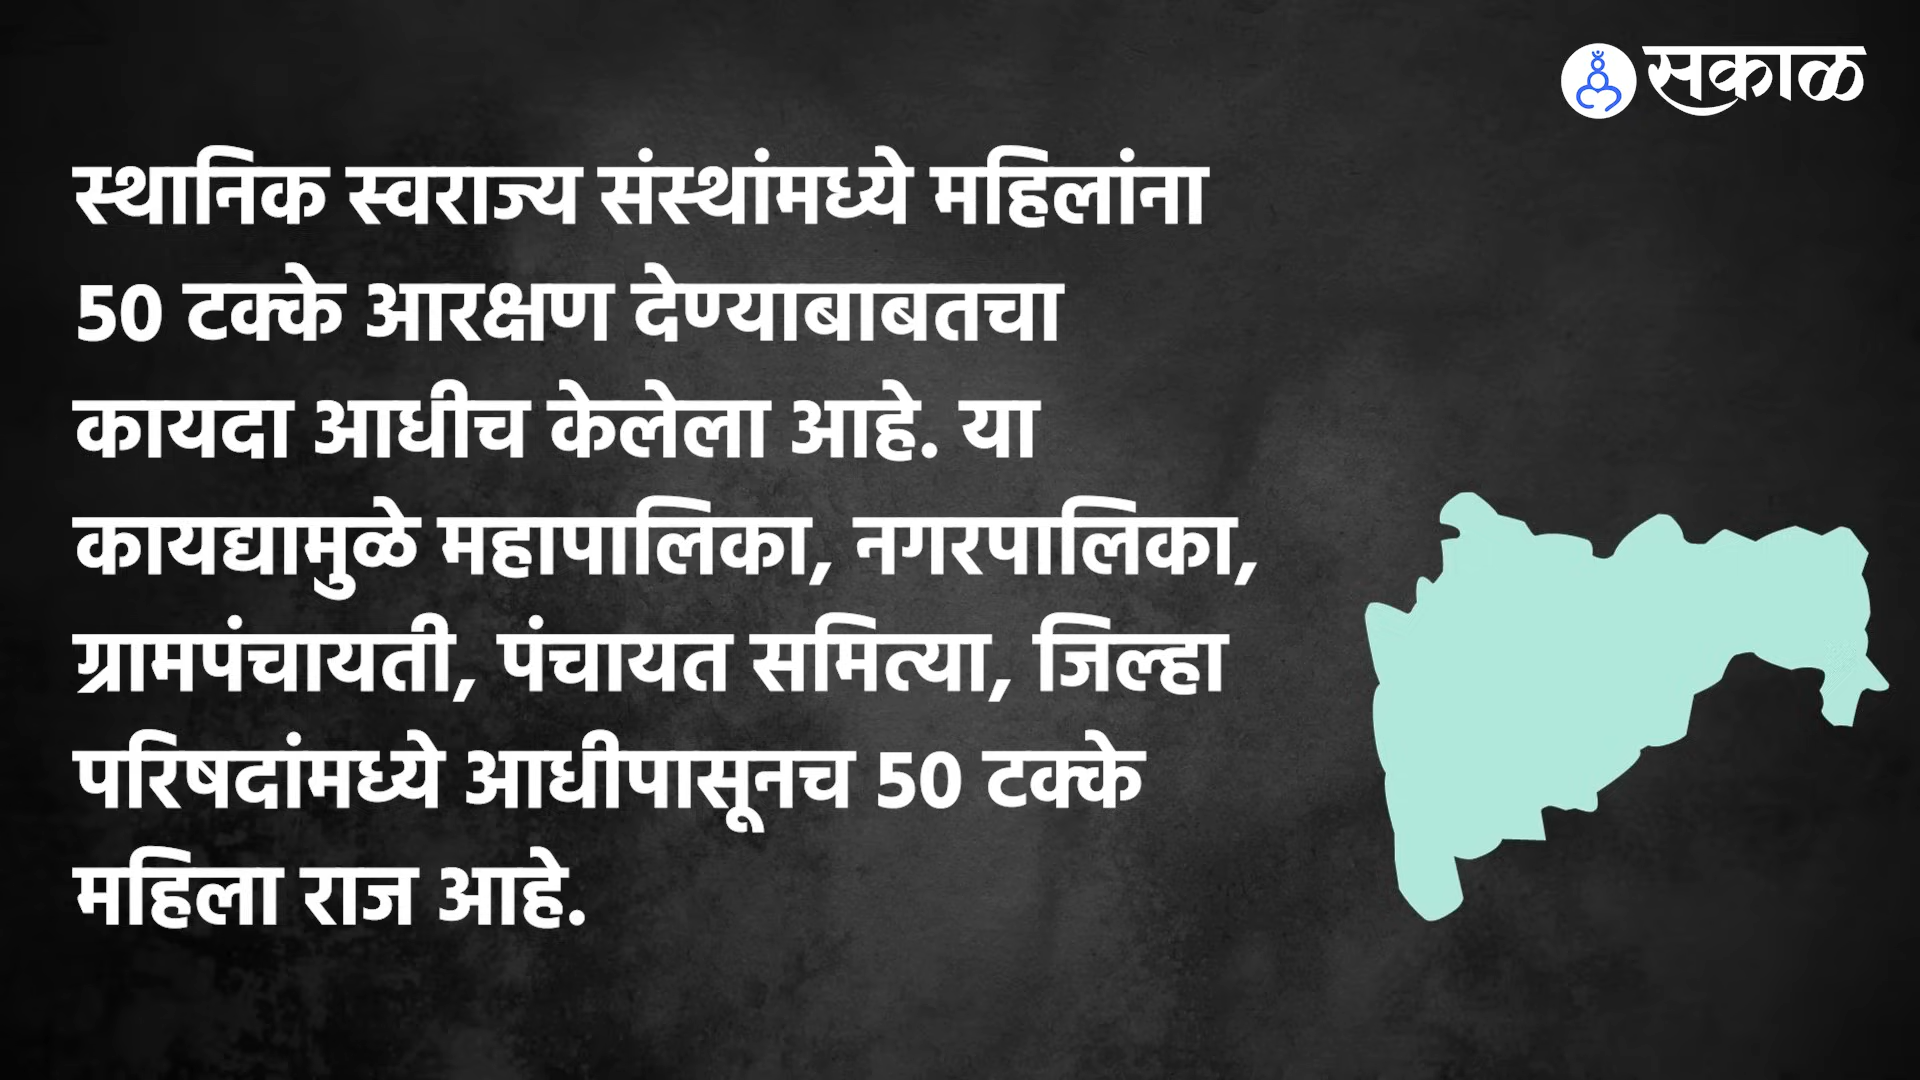 सकाळ
स्थानिक स्वराज्य संस्थांमध्ये महिलांना
50 टक्के आरक्षण देण्याबाबतचा
कायदा आधीच केलेला आहे. या
कायद्यामुळे महापालिका, नगरपालिका,
ग्रामपंचायती, पंचायत समित्या, जिल्हा
परिषदांमध्ये आधीपासूनच 50 टक्के
महिला राज आहे.